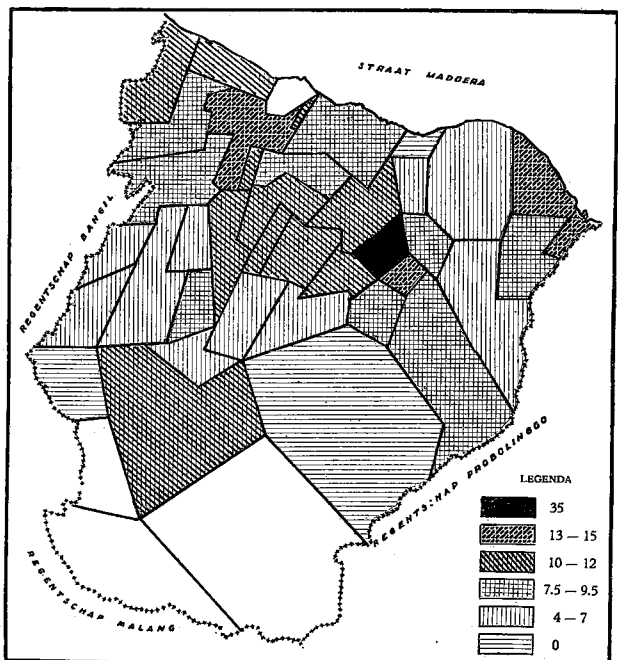 STRAAT MADOERA
REGENTSCHAP BANGIL
REGENTSCHAP PROBOLINGGO
REGENTSCHAP MALANG
LEGENDA
35
13 — 15
10 — 12
7.5 — 9.5
4 — 7
0